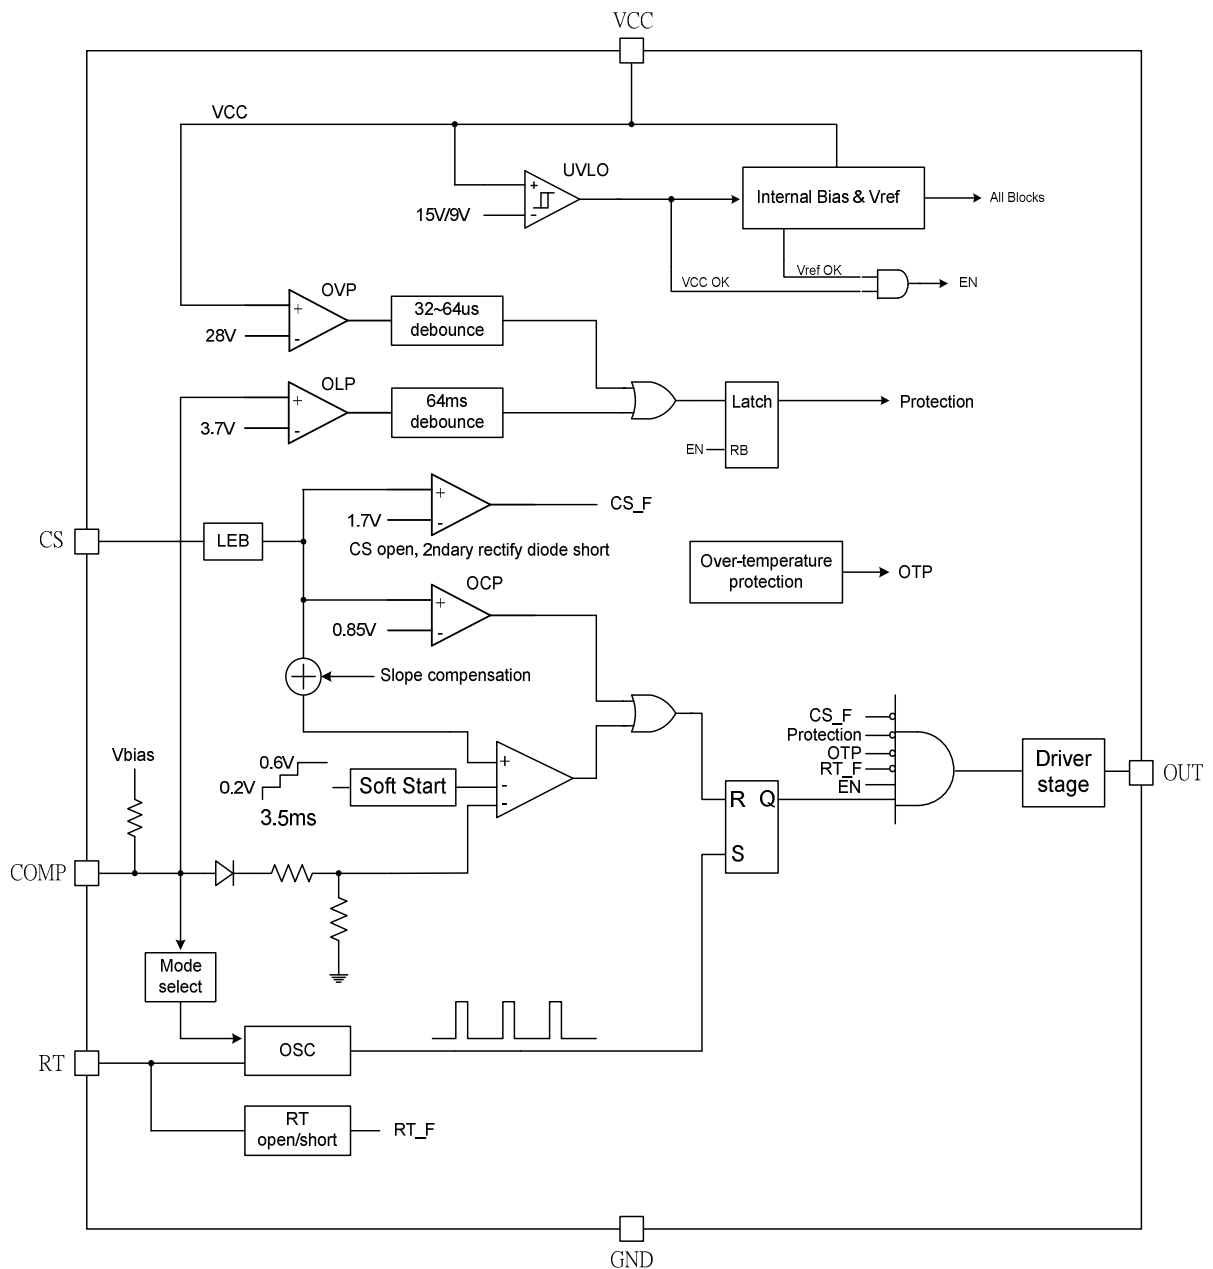 VCC
VCC
UVLO
15V/9V
Internal Bias & Vref
All Blocks
Vref OK
VCC OK
EN
OVP
28V
32~64us
debounce
OLP
3.7V
64ms
debounce
Latch
EN
RB
Protection
CS
LEB
1.7V
CS_F
CS open, 2ndary rectify diode short
Over-temperature
protection
OTP
OCP
0.85V
Slope compensation
Vbias
0.6V
0.2V
3.5ms
Soft Start
+
-
-
R Q
S
CS_F
Protection
OTP
RT_F
EN
Driver
stage
OUT
COMP
Mode
select
RT
OSC
RT
open/short
RT_F
GND